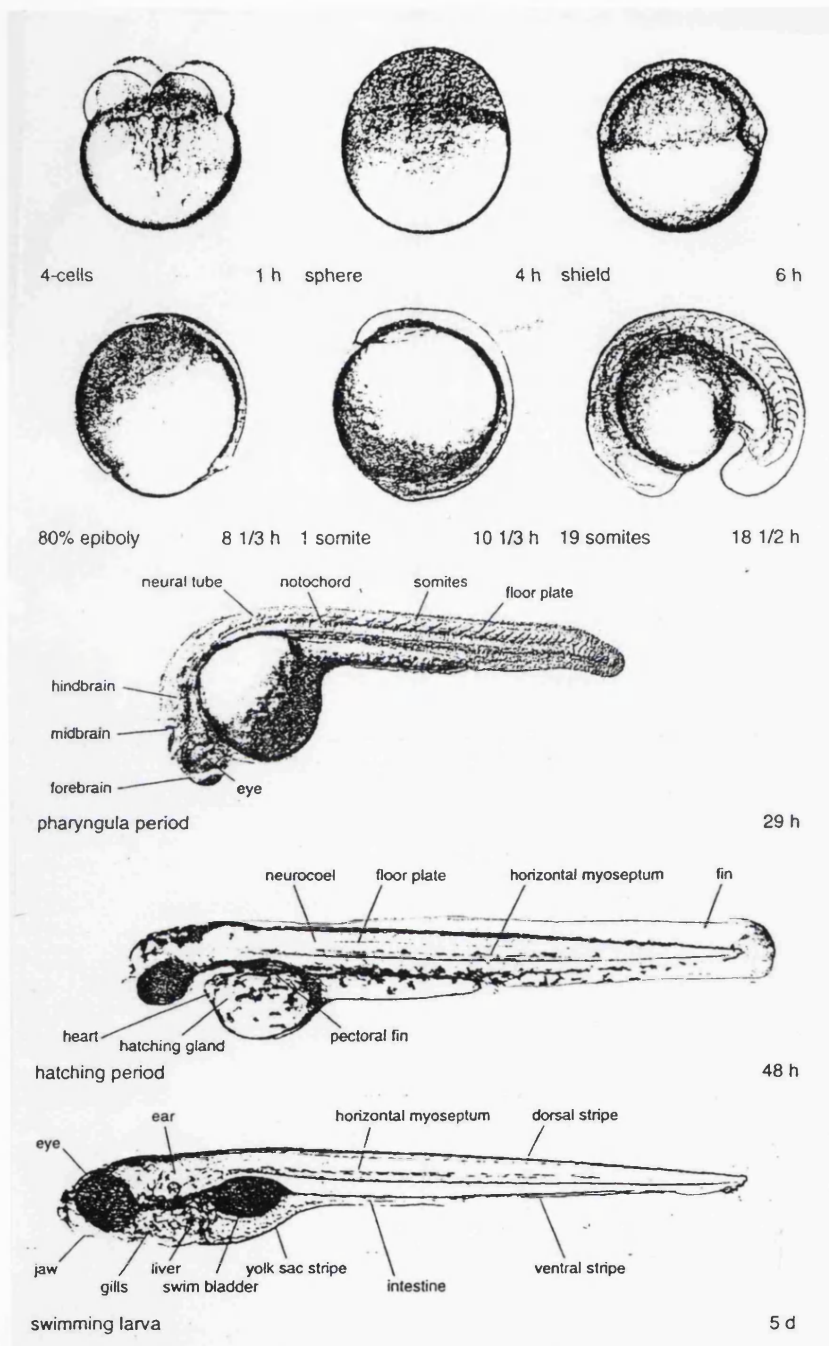 4-cells 1 h sphere 4 h shield 6 h
80% epiboly 8 1/3 h 1 somite 10 1/3 h 19 somites 18 1/2 h
neural tube notochord somites
floor plate
hindbrain
midbrain
forebrain eye
pharyngula period 29 h
neurocoel floor plate horizontal myoseptum fin
heart hatching gland pectoral fin
hatching period 48 h
ear horizontal myoseptum dorsal stripe
eye
jaw gills liver swim bladder yolk sac stripe intestine ventral stripe
swimming larva 5 d